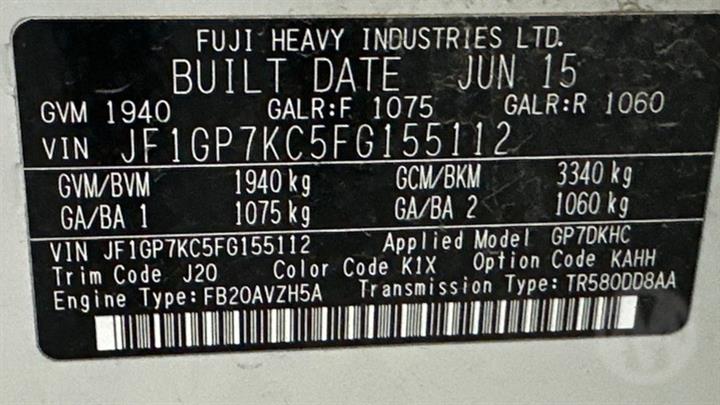 FUJI HEAVY INDUSTRIES LTD.
BUILT DATE JUN 15
GVM 1940 GALR:F 1075 GALR:R 1060
VIN JF1GP7KC5FG155112
GVM/BVM 1940 kg GCM/BKM 3340 kg
GA/BA 1 1075 kg GA/BA 2 1060 kg
VIN JF1GP7KC5FG155112 Applied Model GP7DKHC
Trim Code J20 Color Code K1X Option Code KAHH
Engine Type:FB20AVZH5A Transmission Type:TR580DD8AA